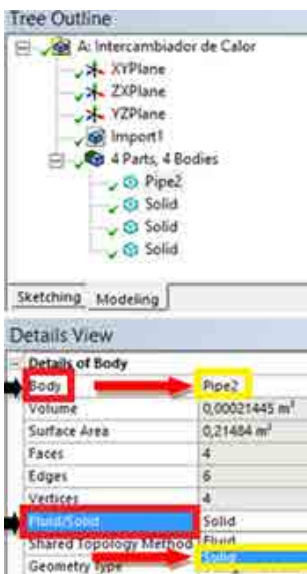 Tree Outline
A: Intercambiador de Calor
XYPlane
ZXPlane
YZPlane
Import1
4 Parts, 4 Bodies
Pipe2
Solid
Solid
Solid
Sketching Modeling
Details View
Details of Body
Body Pipe2
Volume 0,00021445 m³
Surface Area 0,21484 m²
Faces 4
Edges 6
Vertices 4
Fluid/Solid Solid
Shared Topology Method Fluid
Geometry Type Solid